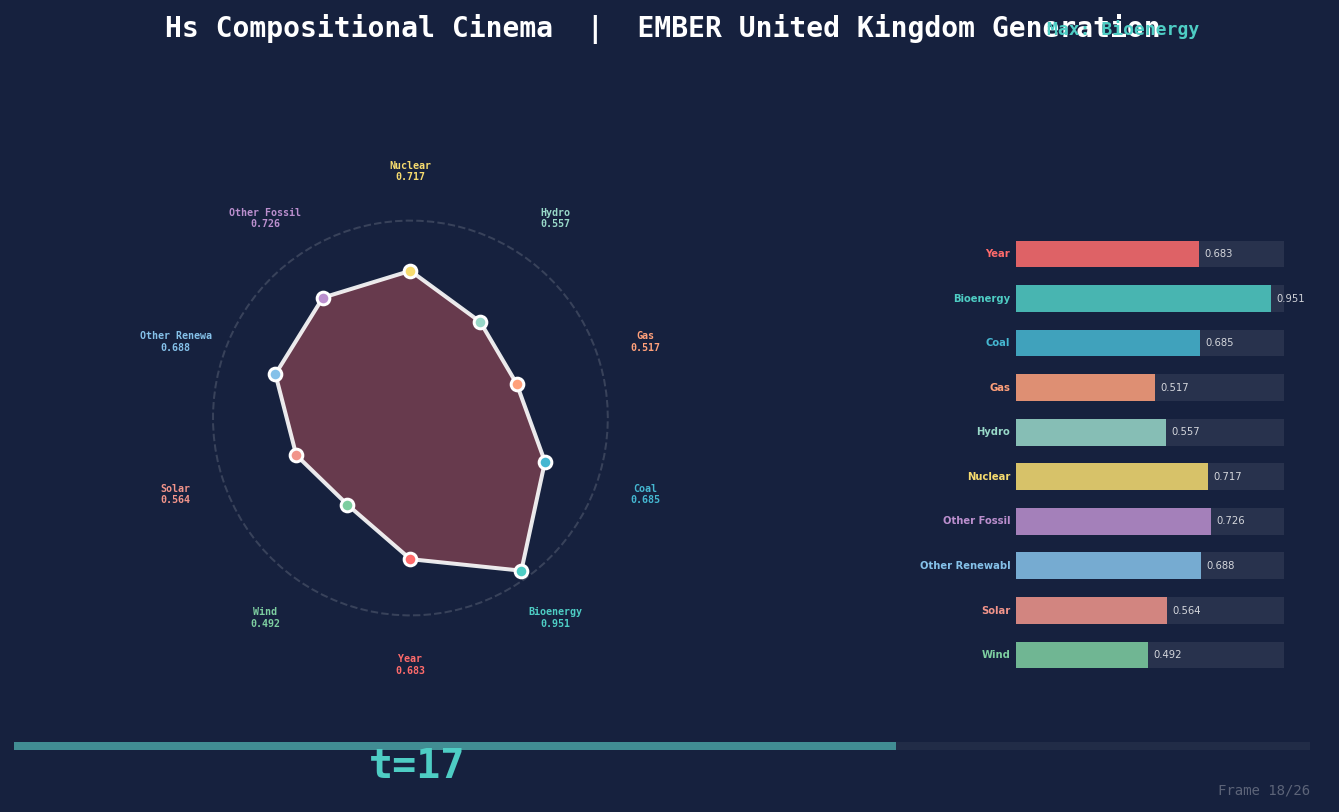 Hs Compositional Cinema | EMBER United Kingdom Generation
Max: Bioenergy
Nuclear
0.717
Other Fossil
0.726
Hydro
0.557
Other Renewa
0.688
Gas
0.517
Solar
0.564
Coal
0.685
Wind
0.492
Bioenergy
0.951
Year
0.683
Year 0.683
Bioenergy 0.951
Coal 0.685
Gas 0.517
Hydro 0.557
Nuclear 0.717
Other Fossil 0.726
Other Renewabl 0.688
Solar 0.564
Wind 0.492
t=17
Frame 18/26